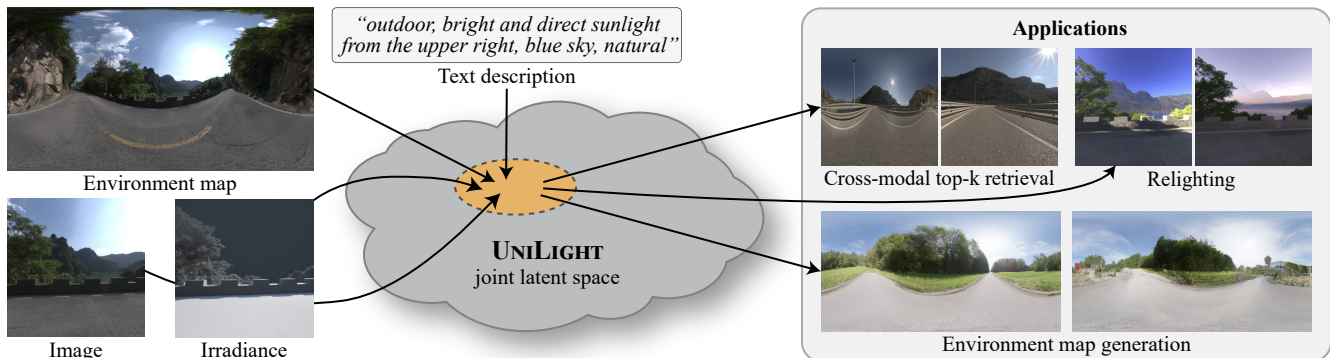 “outdoor, bright and direct sunlight
from the upper right, blue sky, natural”
Text description
Environment map
Image
Irradiance
UNILIGHT
joint latent space
Applications
Cross-modal top-k retrieval
Relighting
Environment map generation